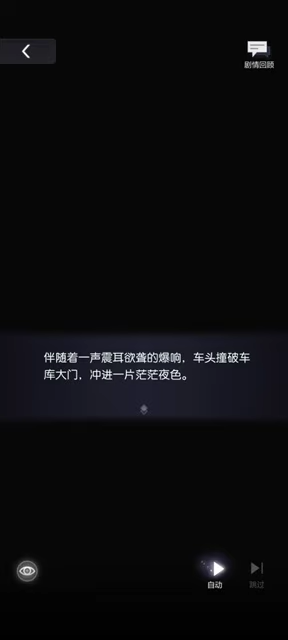 剧情回顾
伴随着一声震耳欲聋的爆响，车头撞破车
库大门，冲进一片茫茫夜色。
自动
跳过